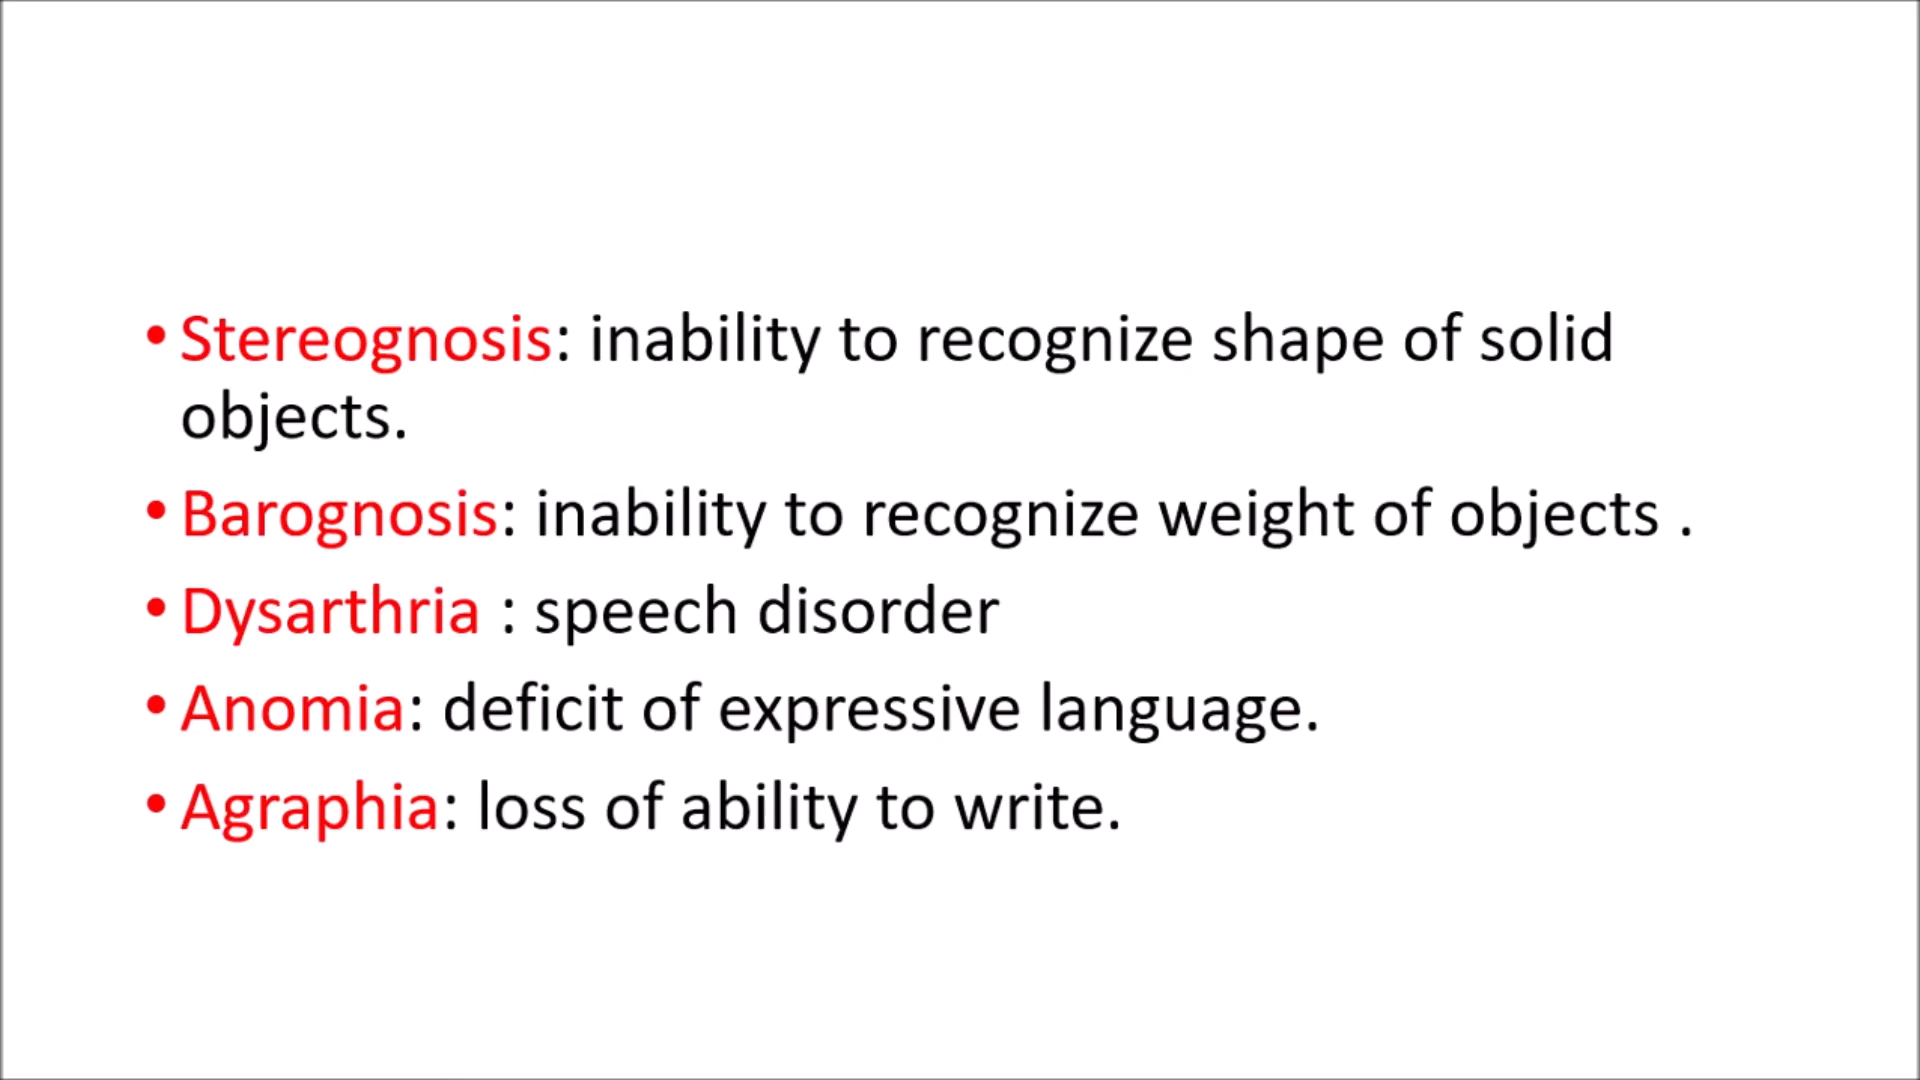 • Stereognosis: inability to recognize shape of solid
objects.
• Barognosis: inability to recognize weight of objects .
• Dysarthria : speech disorder
• Anomia: deficit of expressive language.
• Agraphia: loss of ability to write.